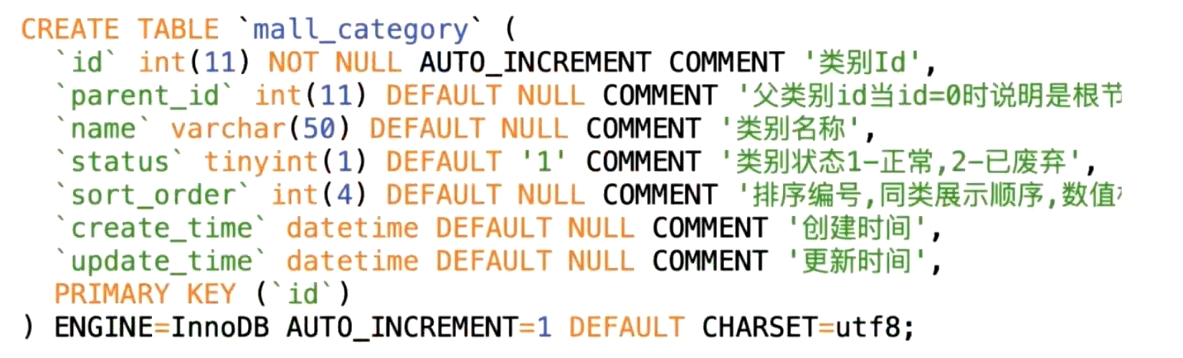 CREATE TABLE `mall_category` (
`id` int(11) NOT NULL AUTO_INCREMENT COMMENT '类别Id',
`parent_id` int(11) DEFAULT NULL COMMENT '父类别id当id=0时说明是根节
`name` varchar(50) DEFAULT NULL COMMENT '类别名称',
`status` tinyint(1) DEFAULT '1' COMMENT '类别状态1-正常,2-已废弃',
`sort_order` int(4) DEFAULT NULL COMMENT '排序编号,同类展示顺序,数值
`create_time` datetime DEFAULT NULL COMMENT '创建时间',
`update_time` datetime DEFAULT NULL COMMENT '更新时间',
PRIMARY KEY (`id`)
) ENGINE=InnoDB AUTO_INCREMENT=1 DEFAULT CHARSET=utf8;